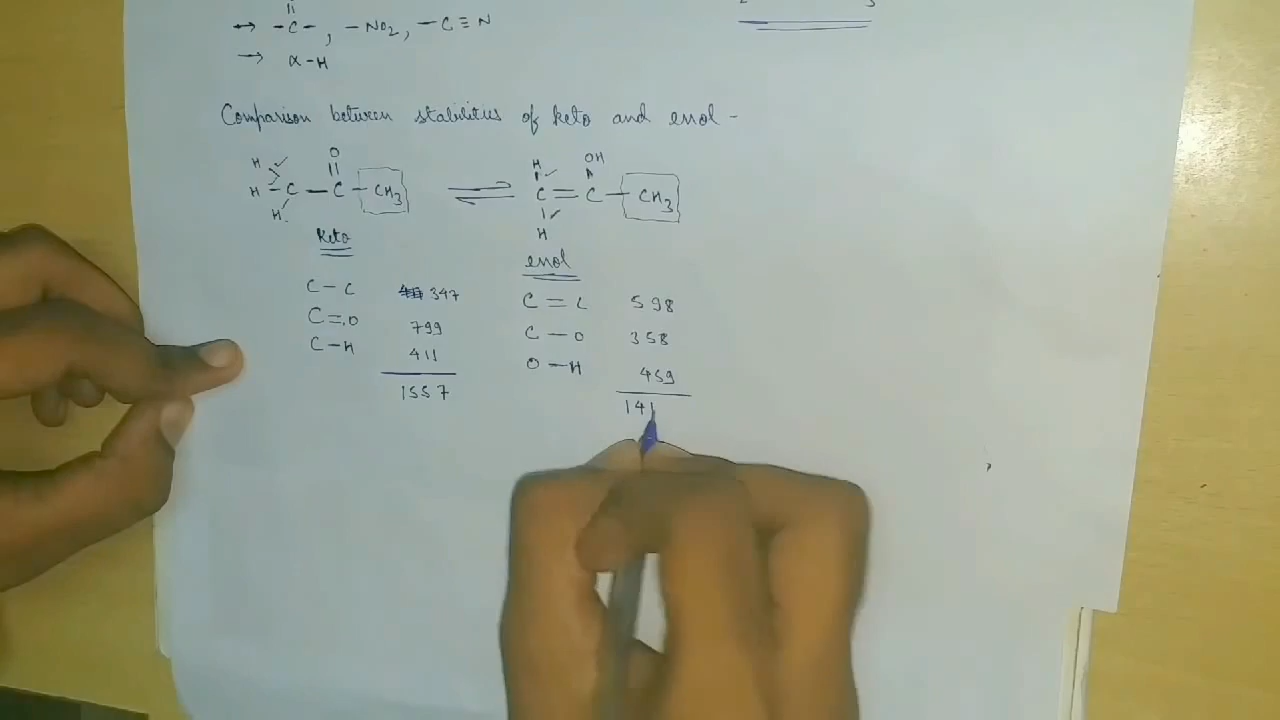 O
||
→ - C - , - NO2, - C ≡ N
→ α - H
Comparison between stabilities of keto and enol -
H O H OH
H - C - C - CH3 ⇌ C = C - CH3
H H
Keto enol
C - C 347 C = C 598
C = O 799 C - O 358
C - H 411 O - H 459
1557 141